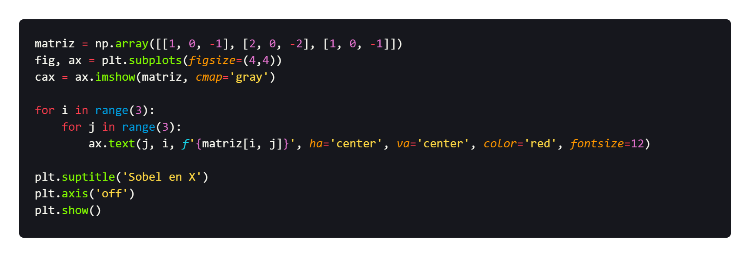 matriz = np.array([[1, 0, -1], [2, 0, -2], [1, 0, -1]])
fig, ax = plt.subplots(figsize=(4,4))
cax = ax.imshow(matriz, cmap='gray')

for i in range(3):
    for j in range(3):
        ax.text(j, i, f'{matriz[i, j]}', ha='center', va='center', color='red', fontsize=12)

plt.suptitle('Sobel en X')
plt.axis('off')
plt.show()